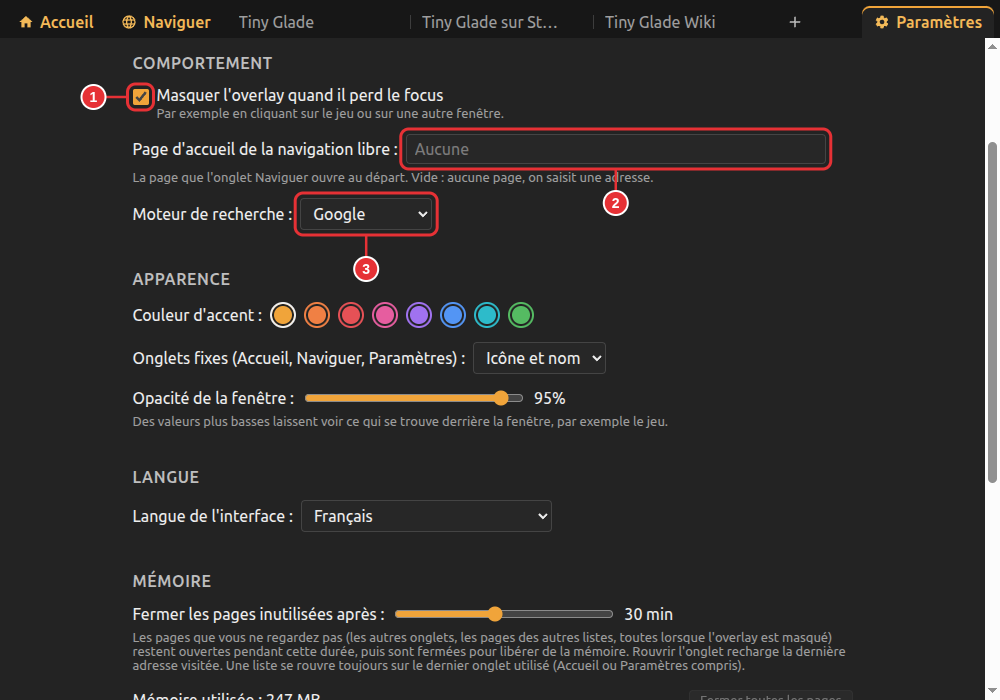 Accueil Naviguer Tiny Glade Tiny Glade sur St… Tiny Glade Wiki + Paramètres
COMPORTEMENT
1 Masquer l'overlay quand il perd le focus
Par exemple en cliquant sur le jeu ou sur une autre fenêtre.
Page d'accueil de la navigation libre : Aucune
La page que l'onglet Naviguer ouvre au départ. Vide : aucune page, on saisit une adresse.
2
Moteur de recherche : Google
3
APPARENCE
Couleur d'accent :
Onglets fixes (Accueil, Naviguer, Paramètres) : Icône et nom
Opacité de la fenêtre : 95%
Des valeurs plus basses laissent voir ce qui se trouve derrière la fenêtre, par exemple le jeu.
LANGUE
Langue de l'interface : Français
MÉMOIRE
Fermer les pages inutilisées après : 30 min
Les pages que vous ne regardez pas (les autres onglets, les pages des autres listes, toutes lorsque l'overlay est masqué)
restent ouvertes pendant cette durée, puis sont fermées pour libérer de la mémoire. Rouvrir l'onglet recharge la dernière
adresse visitée. Une liste se rouvre toujours sur le dernier onglet utilisé (Accueil ou Paramètres compris).
Mémoire utilisée : 247 MB Fermer toutes les pages